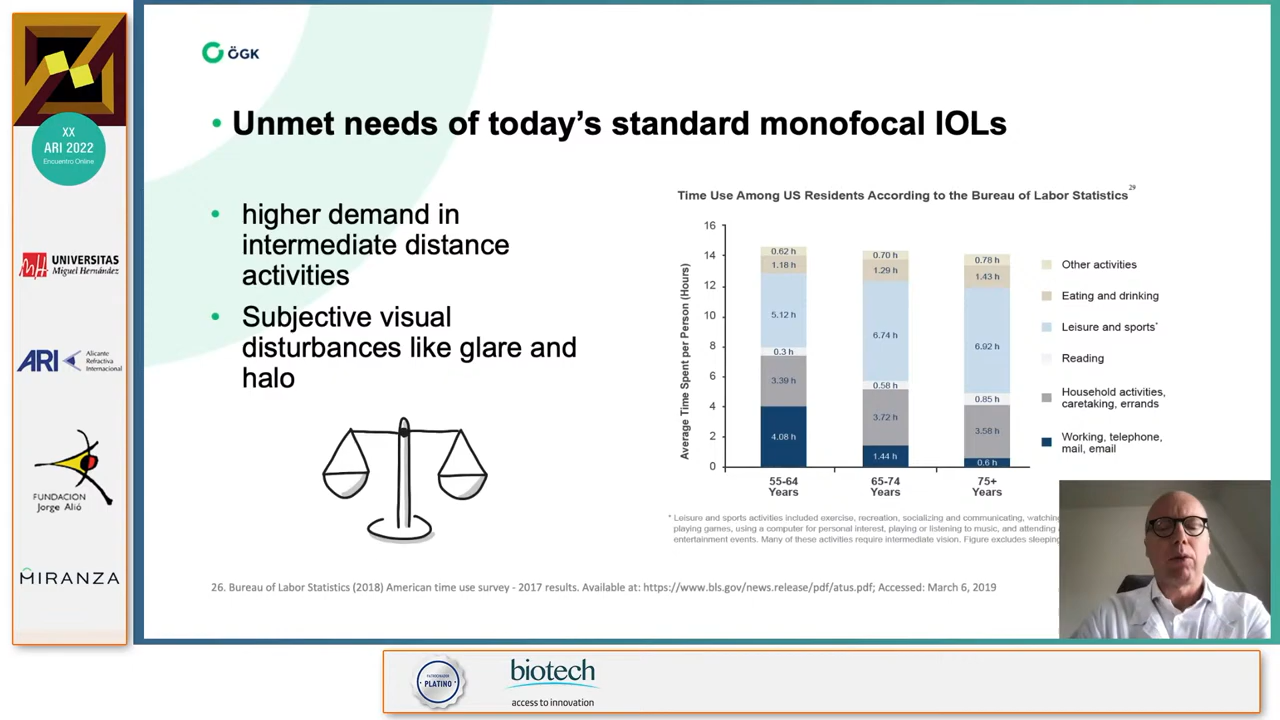 XX
ARI 2022
Encuentro Online
UNIVERSITAS
Miguel Hernández
ARI
Alicante
Refractiva
Internacional
FUNDACION
Jorge Alió
MIRANZA
ÖGK
• Unmet needs of today's standard monofocal IOLs
• higher demand in
intermediate distance
activities
• Subjective visual
disturbances like glare and
halo
Time Use Among US Residents According to the Bureau of Labor Statistics29
Average Time Spent per Person (Hours)
16
14
12
10
8
6
4
2
0
0.62 h
1.18 h
5.12 h
0.3 h
3.39 h
4.08 h
55-64
Years
0.70 h
1.29 h
6.74 h
0.58 h
3.72 h
1.44 h
65-74
Years
0.78 h
1.43 h
6.92 h
0.85 h
3.58 h
0.6 h
75+
Years
Other activities
Eating and drinking
Leisure and sports*
Reading
Household activities,
caretaking, errands
Working, telephone,
mail, email
* Leisure and sports activities included exercise, recreation, socializing and communicating, watching
playing games, using a computer for personal interest, playing or listening to music, and attending
entertainment events. Many of these activities require intermediate vision. Figure excludes sleeping
26. Bureau of Labor Statistics (2018) American time use survey - 2017 results. Available at: https://www.bls.gov/news.release/pdf/atus.pdf; Accessed: March 6, 2019
PLATINO
biotech
access to innovation